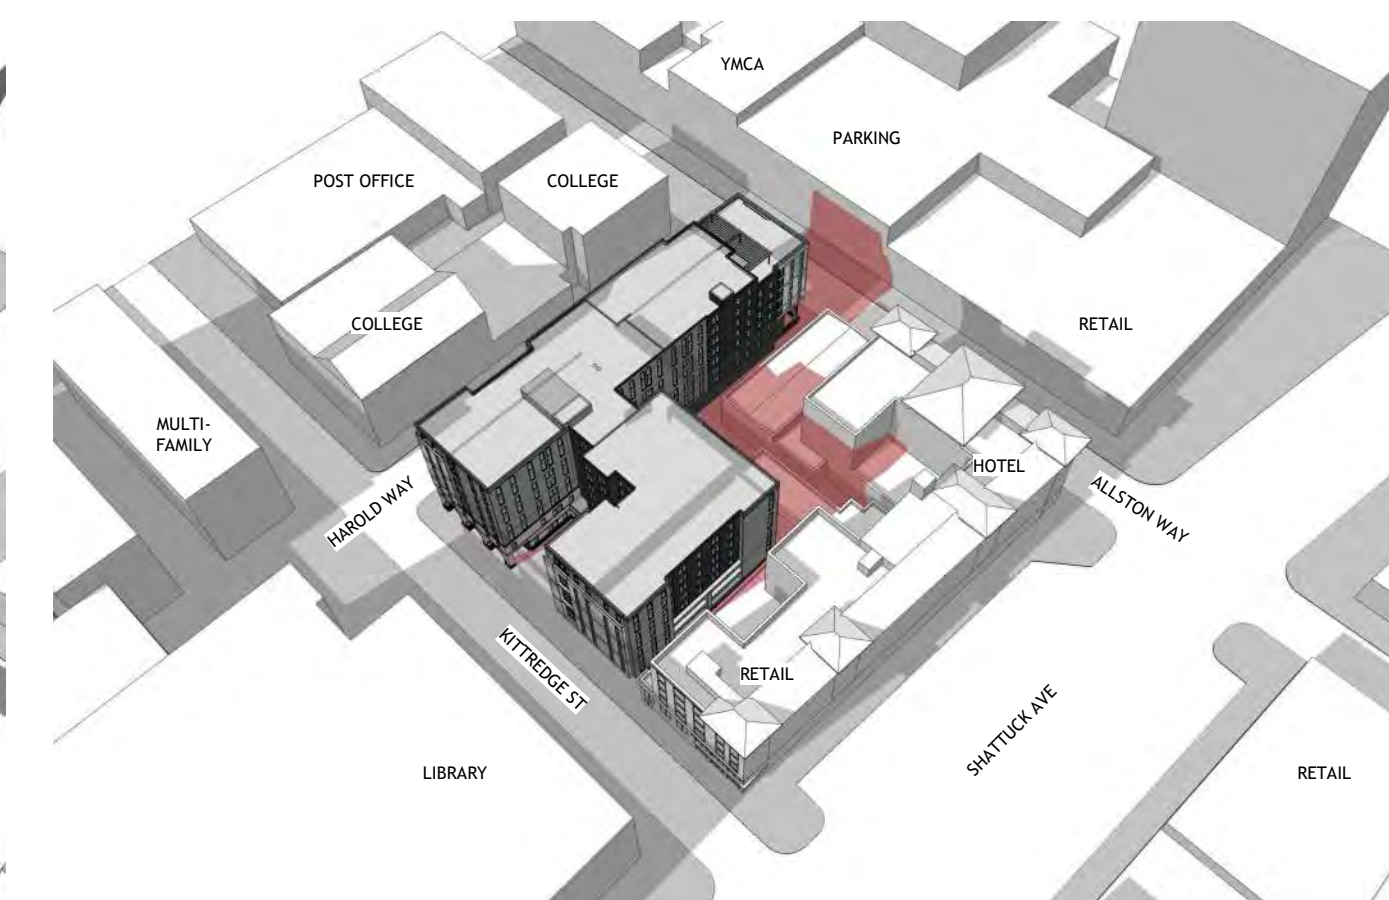 YMCA
PARKING
POST OFFICE
COLLEGE
COLLEGE
RETAIL
MULTI-
FAMILY
HOTEL
HAROLD WAY
ALLSTON WAY
KITTREDGE ST
RETAIL
SHATTUCK AVE
LIBRARY
RETAIL